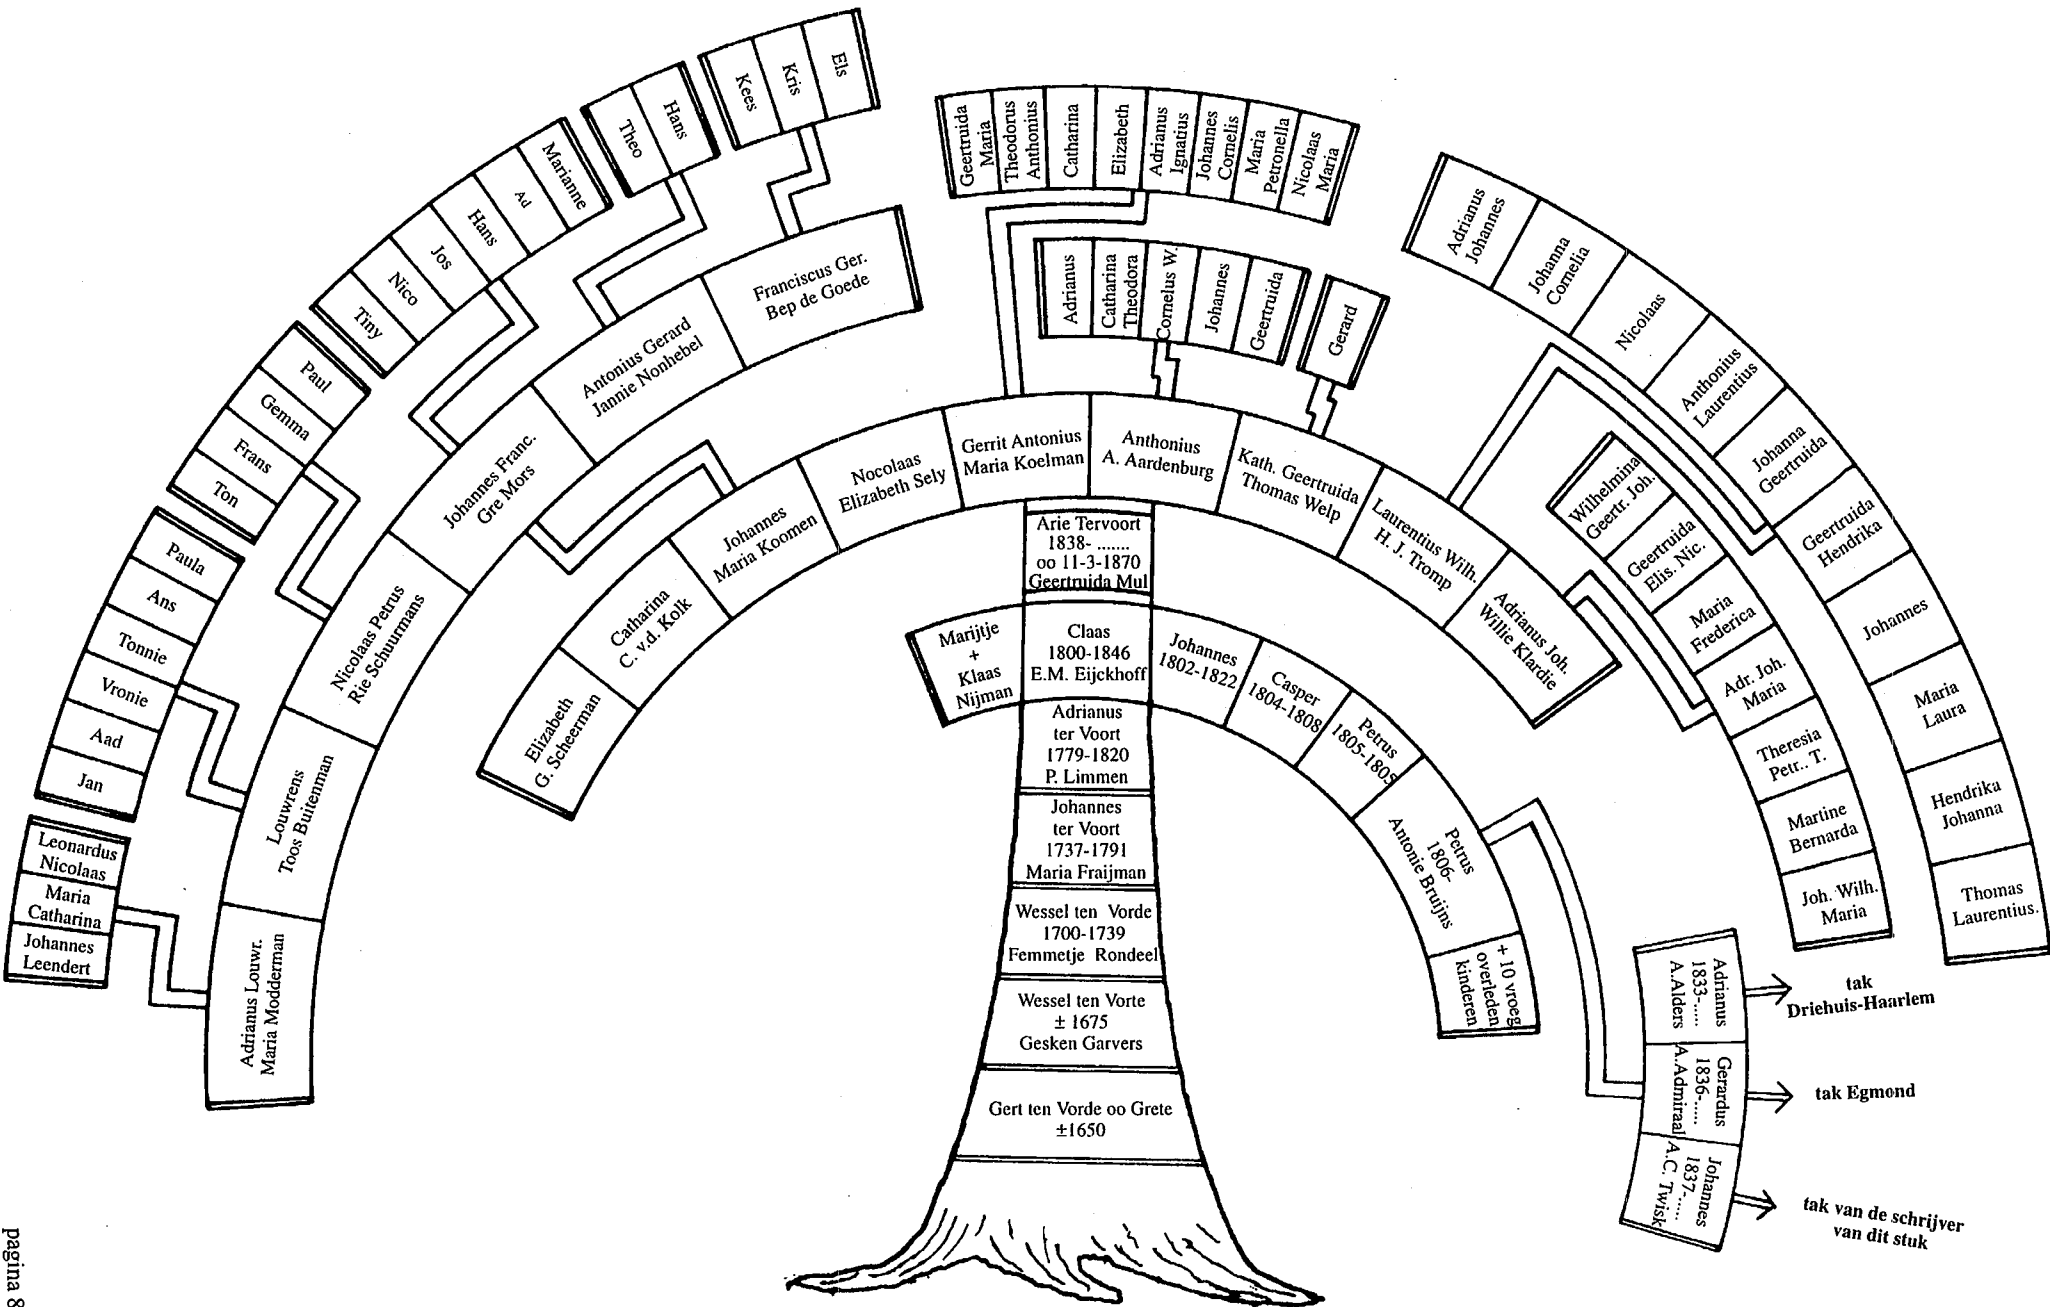 Els
Kris
Kees
Hans
Theo
Marianne
Ad
Hans
Jos
Nico
Tiny
Paul
Gemma
Frans
Ton
Paula
Ans
Tonnie
Vronie
Aad
Jan
Leonardus
Nicolaas
Maria
Catharina
Johannes
Leendert
Franciscus Ger.
Bep de Goede
Antonius Gerard
Jannie Nonhebel
Johannes Franc.
Gre Mors
Nicolaas Petrus
Rie Schuurmans
Louwrens
Toos Buitenman
Adrianus Louwr.
Maria Modderman
Geertruida
Maria
Theodorus
Anthonius
Catharina
Elizabeth
Adrianus
Ignatius
Johannes
Cornelis
Maria
Petronella
Nicolaas
Maria
Adrianus
Catharina
Theodora
Cornelus W.
Johannes
Geertruida
Gerard
Adrianus
Johannes
Johanna
Cornelia
Nicolaas
Anthonius
Laurentius
Johanna
Geertruida
Geertruida
Hendrika
Johannes
Maria
Laura
Hendrika
Johanna
Thomas
Laurentius.
Wilhelmina
Geertr. Joh.
Geertruida
Elis. Nic.
Maria
Frederica
Adr. Joh.
Maria
Theresia
Petr.. T.
Martine
Bernarda
Joh. Wilh.
Maria
Elizabeth
G. Scheerman
Catharina
C. v.d. Kolk
Johannes
Maria Koomen
Nocolaas
Elizabeth Sely
Gerrit Antonius
Maria Koelman
Anthonius
A. Aardenburg
Kath. Geertruida
Thomas Welp
Laurentius Wilh.
H. J. Tromp
Adrianus Joh.
Willie Klardie
Arie Tervoort
1838- .......
oo 11-3-1870
Geertruida Mul
Marijtje
+
Klaas
Nijman
Claas
1800-1846
E.M. Eijckhoff
Johannes
1802-1822
Casper
1804-1808
Petrus
1805-1805
Petrus
1806-
Antonie Bruijns
+ 10 vroeg
overleden
kinderen
Adrianus
ter Voort
1779-1820
P. Limmen
Johannes
ter Voort
1737-1791
Maria Fraijman
Wessel ten Vorde
1700-1739
Femmetje Rondeel
Wessel ten Vorte
± 1675
Gesken Garvers
Gert ten Vorde oo Grete
±1650
Adrianus
1833-......
A.Alders
tak
Driehuis-Haarlem
Gerardus
1836-......
A.Admiraal
tak Egmond
Johannes
1837-......
A.C. Twisk
tak van de schrijver
van dit stuk
pagina 8